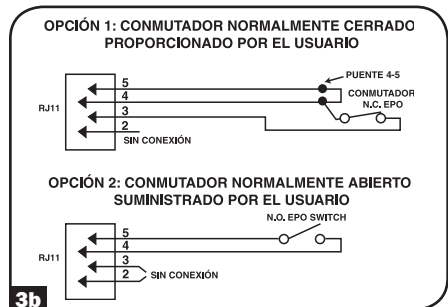 OPCIÓN 1: CONMUTADOR NORMALMENTE CERRADO
PROPORCIONADO POR EL USUARIO
PUENTE 4-5
5
4
CONMUTADOR
N.C. EPO
RJ11
3
2
SIN CONEXIÓN
OPCIÓN 2: CONMUTADOR NORMALMENTE ABIERTO
SUMINISTRADO POR EL USUARIO
N.O. EPO SWITCH
5
4
RJ11
3
2
SIN CONEXIÓN
3b